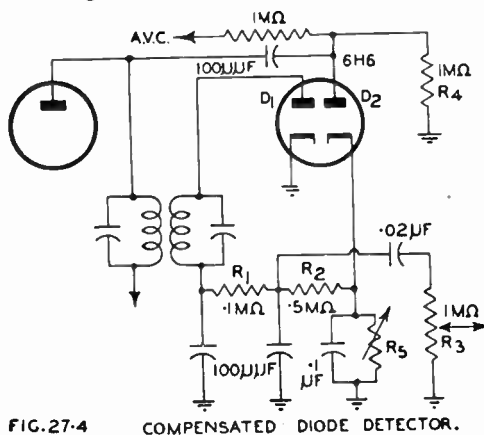 A.V.C.
1MΩ
100μμF
6H6
D1
D2
1MΩ
R4
.02μF
R1
.1MΩ
R2
.5MΩ
1MΩ
R3
100μμF
.1
μF
R5
FIG.27·4 COMPENSATED DIODE DETECTOR.